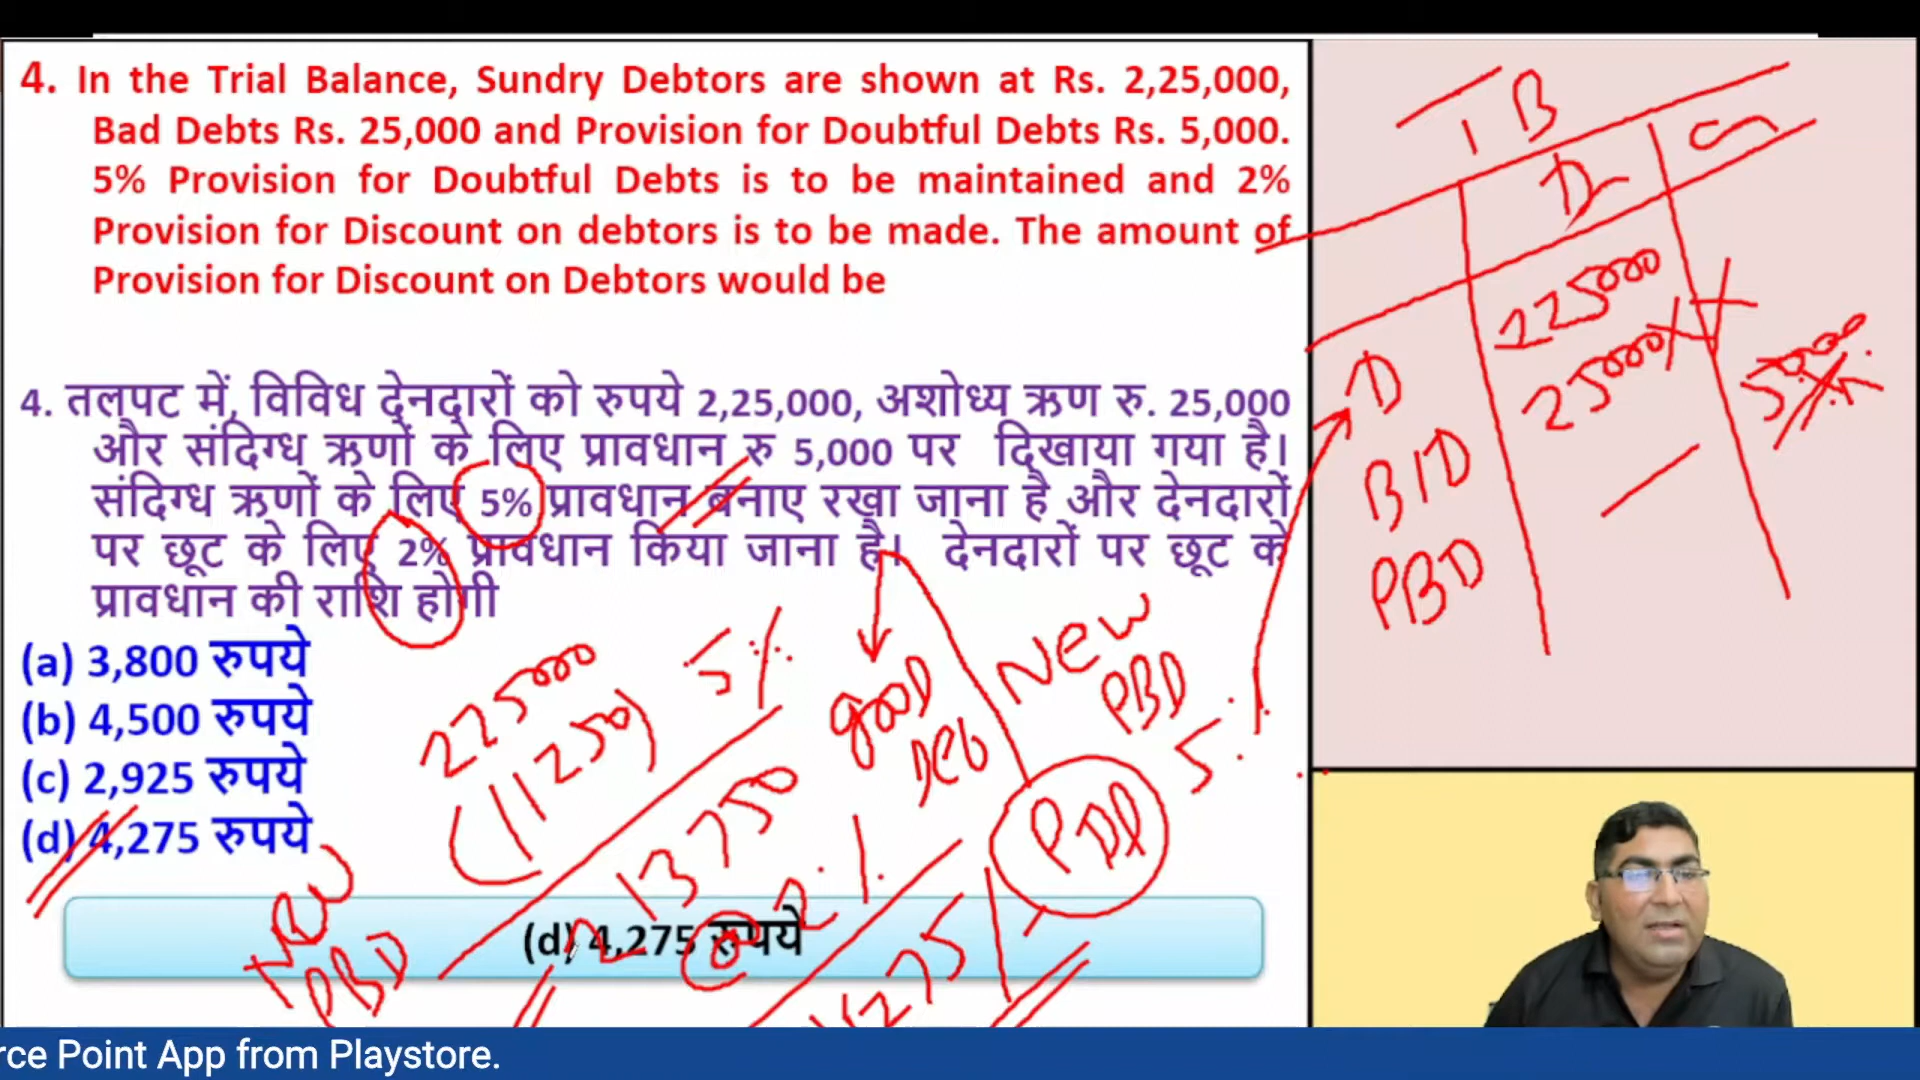 4. In the Trial Balance, Sundry Debtors are shown at Rs. 2,25,000,
Bad Debts Rs. 25,000 and Provision for Doubtful Debts Rs. 5,000.
5% Provision for Doubtful Debts is to be maintained and 2%
Provision for Discount on debtors is to be made. The amount of
Provision for Discount on Debtors would be
4. तलपट में, विविध देनदारों को रुपये 2,25,000, अशोध्य ऋण रु. 25,000
और संदिग्ध ऋणों के लिए प्रावधान रु 5,000 पर दिखाया गया है।
संदिग्ध ऋणों के लिए 5% प्रावधान बनाए रखा जाना है और देनदारों
पर छूट के लिए 2% प्रावधान किया जाना है। देनदारों पर छूट के
प्रावधान की राशि होगी
(a) 3,800 रुपये
(b) 4,500 रुपये
(c) 2,925 रुपये
(d) 4,275 रुपये
(d) 4,275 रुपये
225000
(11250)
5%
213750
@ 2%
4275
good
Deb
New
PBD
5%
PDD
New
PBD
T B
D
225000
B/D
25000
PBD
5000
rce Point App from Playstore.